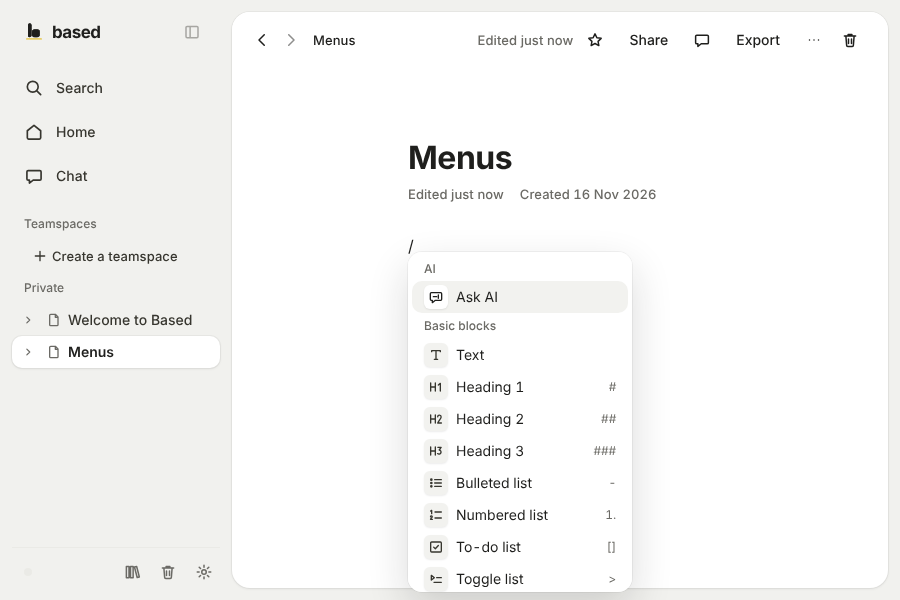 based
Search
Home
Chat
Teamspaces
Create a teamspace
Private
Welcome to Based
Menus
Menus
Edited just now
Share
Export
Menus
Edited just now Created 16 Nov 2026
/
AI
Ask AI
Basic blocks
T Text
H1 Heading 1 #
H2 Heading 2 ##
H3 Heading 3 ###
Bulleted list -
Numbered list 1.
To-do list []
Toggle list >